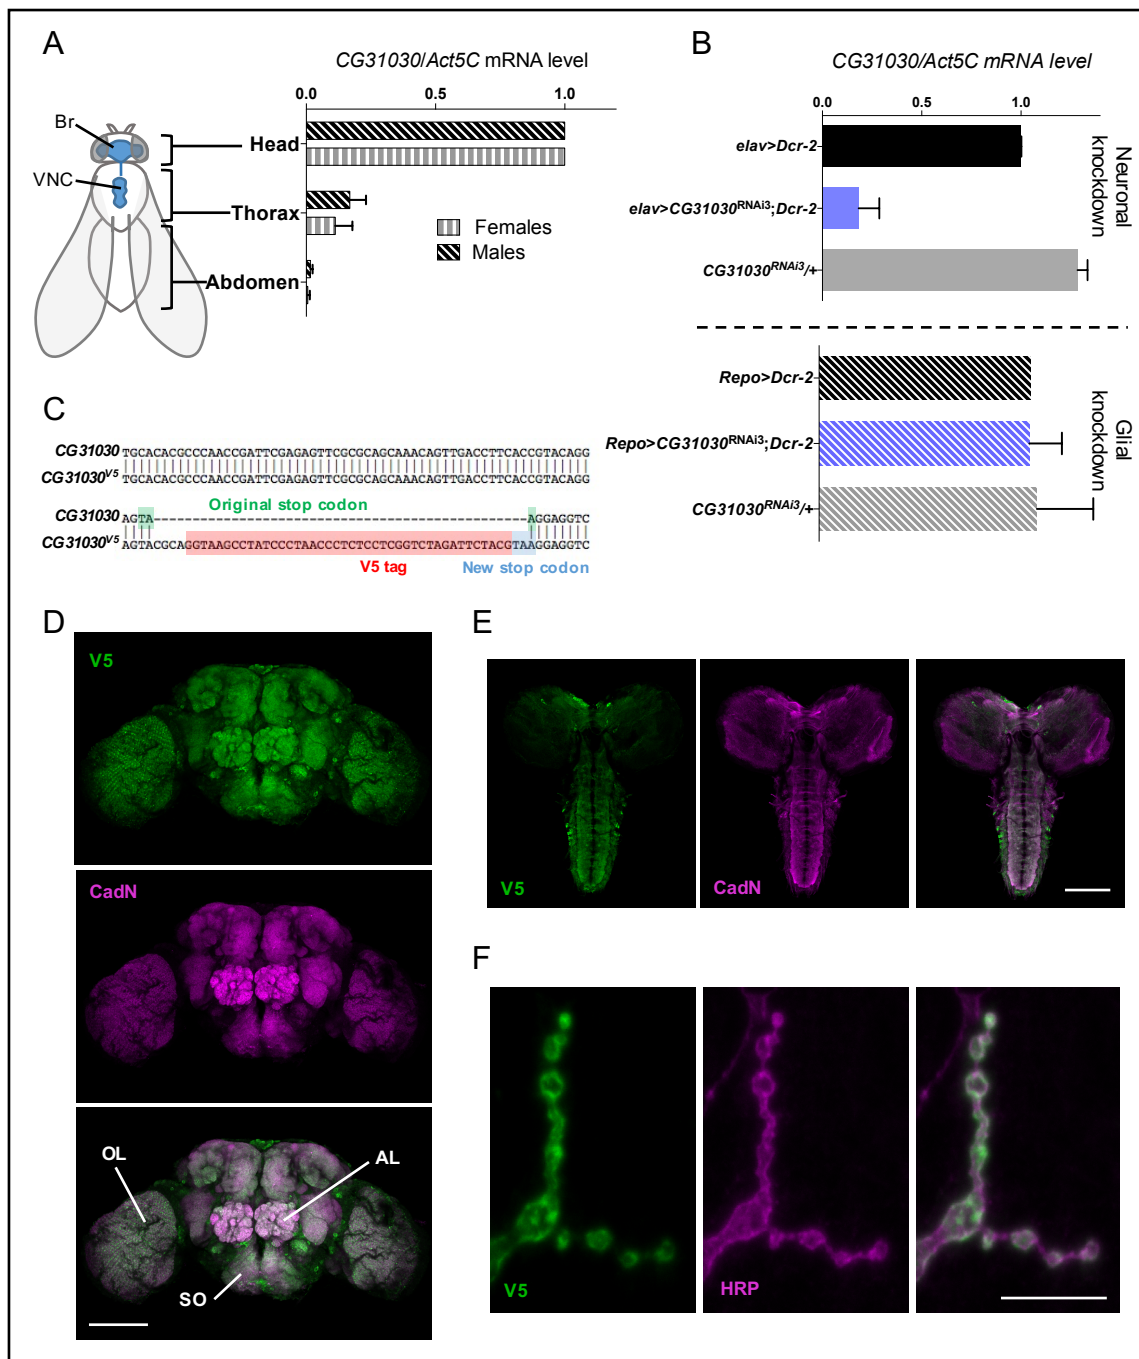 A
CG31030/Act5C mRNA level
0.0 0.5 1.0
Br
VNC
Head
Thorax
Abdomen
Females
Males
B
CG31030/Act5C mRNA level
0.0 0.5 1.0
elav>Dcr-2
elav>CG31030RNAi3;Dcr-2
CG31030RNAi3/+
Neuronal
knockdown
Repo>Dcr-2
Repo>CG31030RNAi3;Dcr-2
CG31030RNAi3/+
Glial
knockdown
C
CG31030 TGCACACGCCCAACCGATTCGAGAGTTCGCGCAGCAAACAGTTGACCTTCACCGTACAGG
CG31030V5 TGCACACGCCCAACCGATTCGAGAGTTCGCGCAGCAAACAGTTGACCTTCACCGTACAGG
Original stop codon
CG31030 AGTA------------------------------------------------AGGAGGTC
CG31030V5 AGTACGCAGGTAAGCCTATCCCTAACCCTCTCCTCGGTCTAGATTCTACGTAAGGAGGTC
V5 tag New stop codon
D
V5
CadN
OL
AL
SO
E
V5
CadN
F
V5
HRP